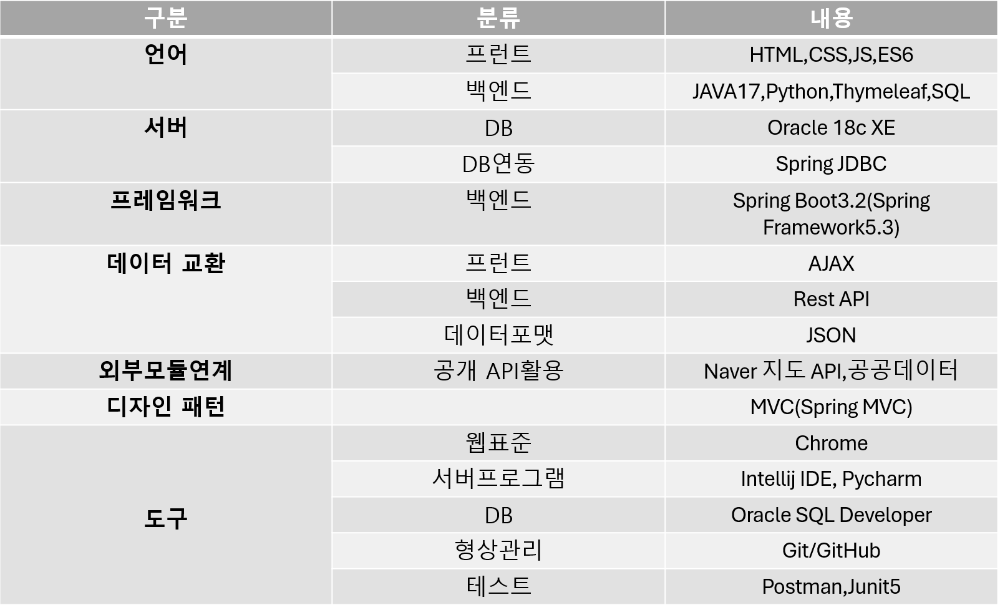 구분 분류 내용
언어 프런트 HTML,CSS,JS,ES6
백엔드 JAVA17,Python,Thymeleaf,SQL
서버 DB Oracle 18c XE
DB연동 Spring JDBC
프레임워크 백엔드 Spring Boot3.2(Spring
Framework5.3)
데이터 교환 프런트 AJAX
백엔드 Rest API
데이터포맷 JSON
외부모듈연계 공개 API활용 Naver 지도 API,공공데이터
디자인 패턴 MVC(Spring MVC)
웹표준 Chrome
서버프로그램 Intellij IDE, Pycharm
도구 DB Oracle SQL Developer
형상관리 Git/GitHub
테스트 Postman,Junit5